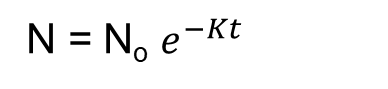 N = N₀ e^{-Kt}